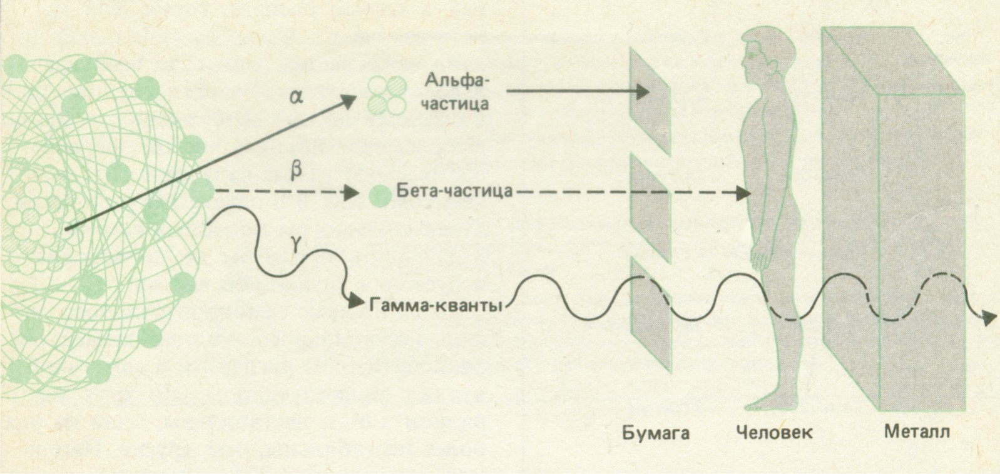 α
Альфа-
частица
β
Бета-частица
γ
Гамма-кванты
Бумага
Человек
Металл